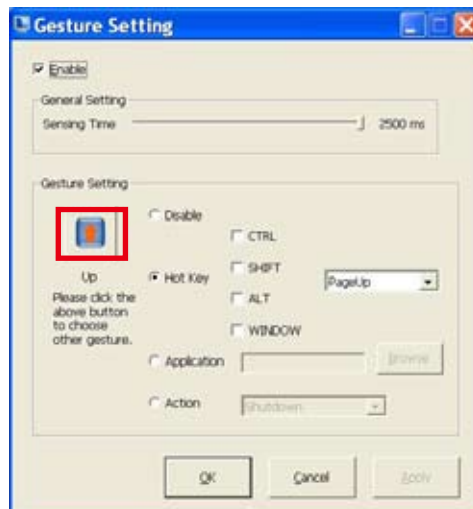 Gesture Setting
Enable
General Setting
Sensing Time 2500 ms
Gesture Setting
Disable
CTRL
SHIFT
Up
Hot Key
PageUp
Please click the
above button
to choose
other gesture.
ALT
WINDOW
Application
Browse
Action
Shutdown
OK
Cancel
Apply